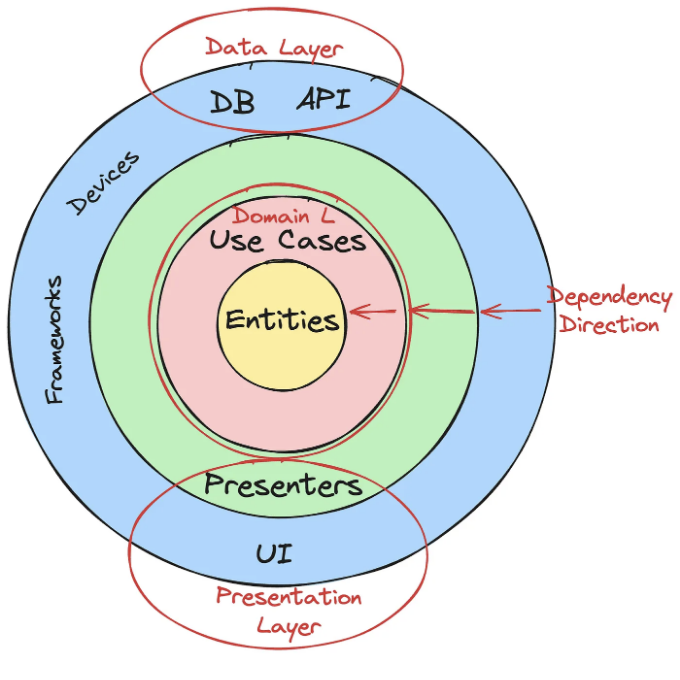 Data Layer
DB API
Devices
Domain L
Use Cases
Frameworks
Entities
Dependency
Direction
Presenters
UI
Presentation
Layer